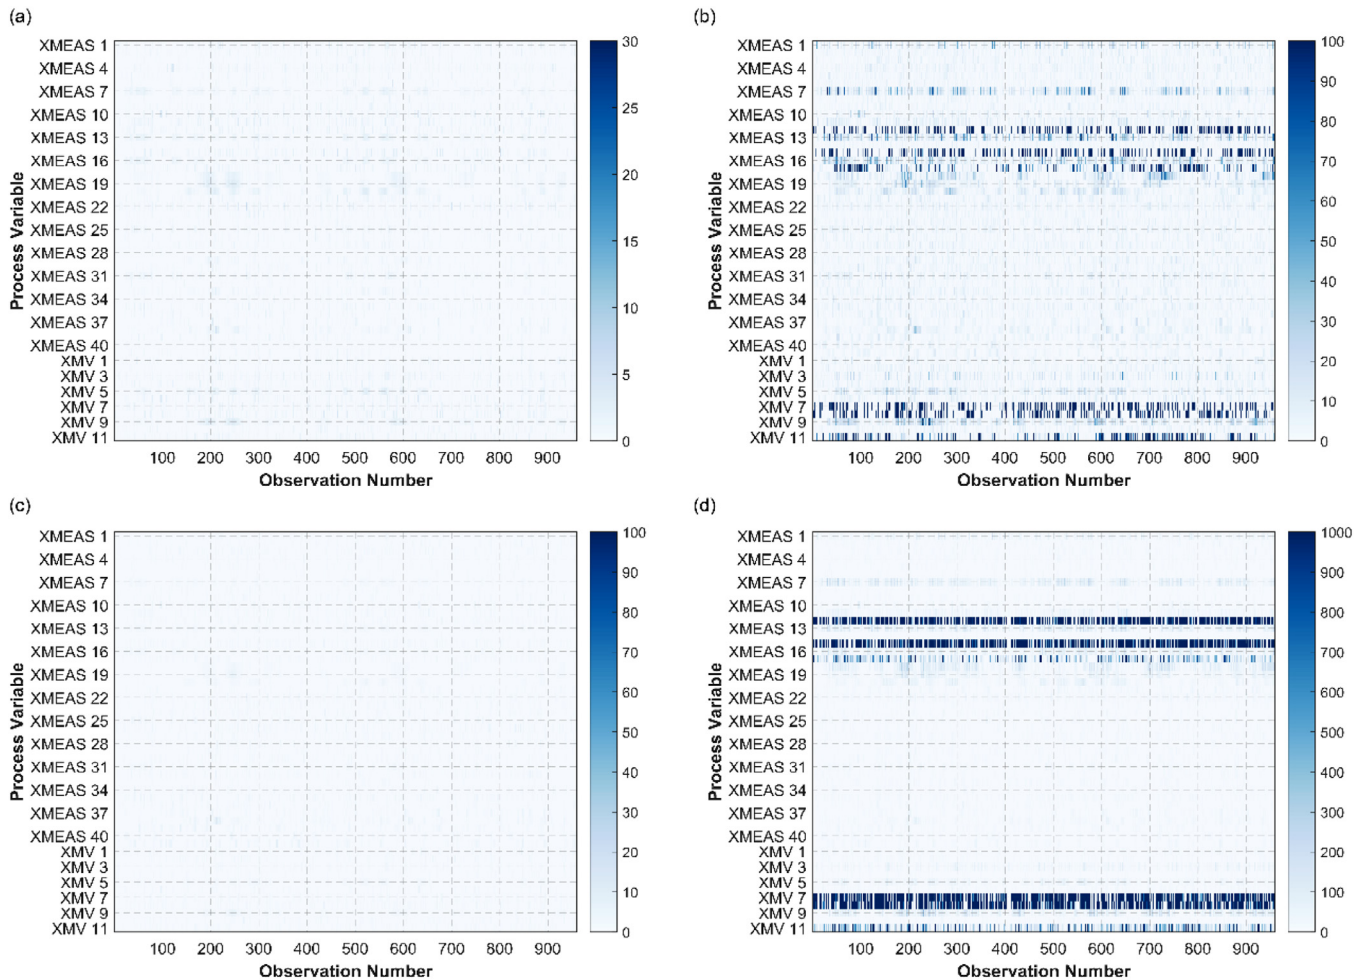 (a)
XMEAS 1
XMEAS 4
XMEAS 7
XMEAS 10
XMEAS 13
XMEAS 16
XMEAS 19
XMEAS 22
XMEAS 25
XMEAS 28
XMEAS 31
XMEAS 34
XMEAS 37
XMEAS 40
XMV 1
XMV 3
XMV 5
XMV 7
XMV 9
XMV 11
Process Variable
100 200 300 400 500 600 700 800 900
Observation Number
30
25
20
15
10
5
0
(b)
XMEAS 1
XMEAS 4
XMEAS 7
XMEAS 10
XMEAS 13
XMEAS 16
XMEAS 19
XMEAS 22
XMEAS 25
XMEAS 28
XMEAS 31
XMEAS 34
XMEAS 37
XMEAS 40
XMV 1
XMV 3
XMV 5
XMV 7
XMV 9
XMV 11
Process Variable
100 200 300 400 500 600 700 800 900
Observation Number
100
90
80
70
60
50
40
30
20
10
0
(c)
XMEAS 1
XMEAS 4
XMEAS 7
XMEAS 10
XMEAS 13
XMEAS 16
XMEAS 19
XMEAS 22
XMEAS 25
XMEAS 28
XMEAS 31
XMEAS 34
XMEAS 37
XMEAS 40
XMV 1
XMV 3
XMV 5
XMV 7
XMV 9
XMV 11
Process Variable
100 200 300 400 500 600 700 800 900
Observation Number
100
90
80
70
60
50
40
30
20
10
0
(d)
XMEAS 1
XMEAS 4
XMEAS 7
XMEAS 10
XMEAS 13
XMEAS 16
XMEAS 19
XMEAS 22
XMEAS 25
XMEAS 28
XMEAS 31
XMEAS 34
XMEAS 37
XMEAS 40
XMV 1
XMV 3
XMV 5
XMV 7
XMV 9
XMV 11
Process Variable
100 200 300 400 500 600 700 800 900
Observation Number
1000
900
800
700
600
500
400
300
200
100
0